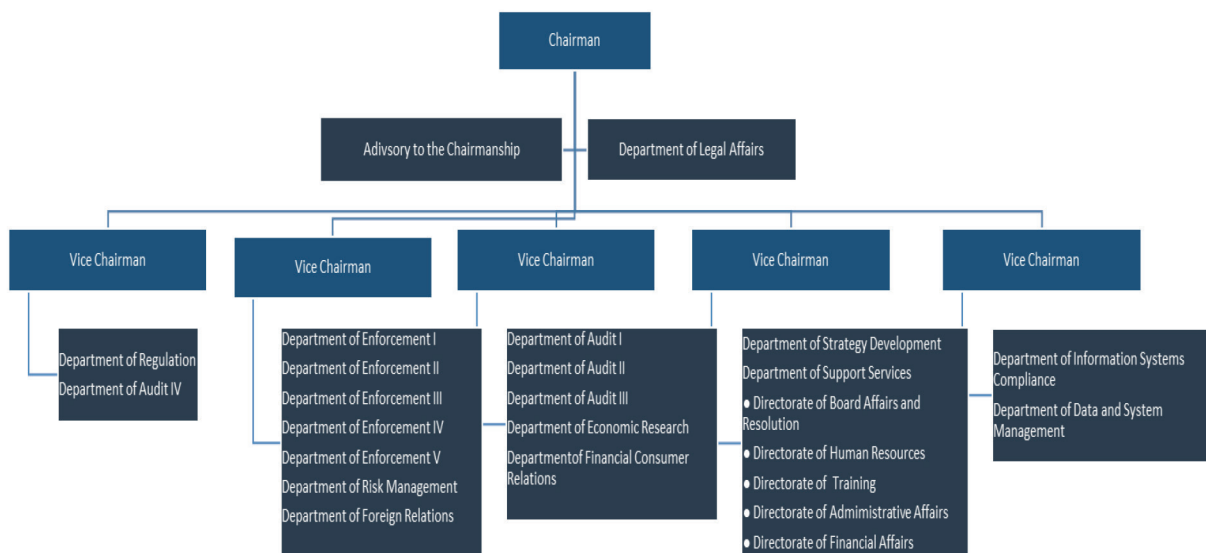 Chairman
Adivsory to the Chairmanship
Department of Legal Affairs
Vice Chairman
Vice Chairman
Vice Chairman
Vice Chairman
Vice Chairman
Department of Regulation
Department of Audit IV
Department of Enforcement I
Department of Enforcement II
Department of Enforcement III
Department of Enforcement IV
Department of Enforcement V
Department of Risk Management
Department of Foreign Relations
Department of Audit I
Department of Audit II
Department of Audit III
Department of Economic Research
Departmentof Financial Consumer
Relations
Department of Strategy Development
Department of Support Services
● Directorate of Board Affairs and
Resolution
● Directorate of Human Resources
● Directorate of Training
● Directorate of Admimistrative Affairs
● Directorate of Financial Affairs
Department of Information Systems
Compliance
Department of Data and System
Management